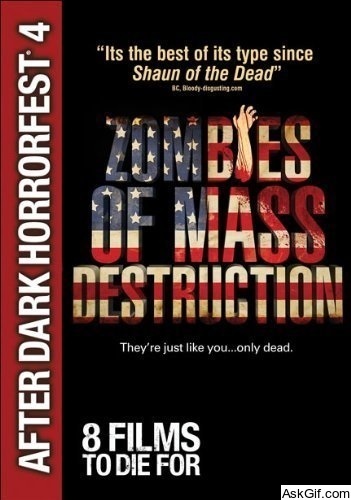 AFTER DARK HORRORFEST® 4
“Its the best of its type since
Shaun of the Dead”
BC, Bloody-disgusting.com
ZOMBIES
OF MASS
DESTRUCTION
They're just like you...only dead.
8 FILMS
TO DIE FOR
AskGif.com